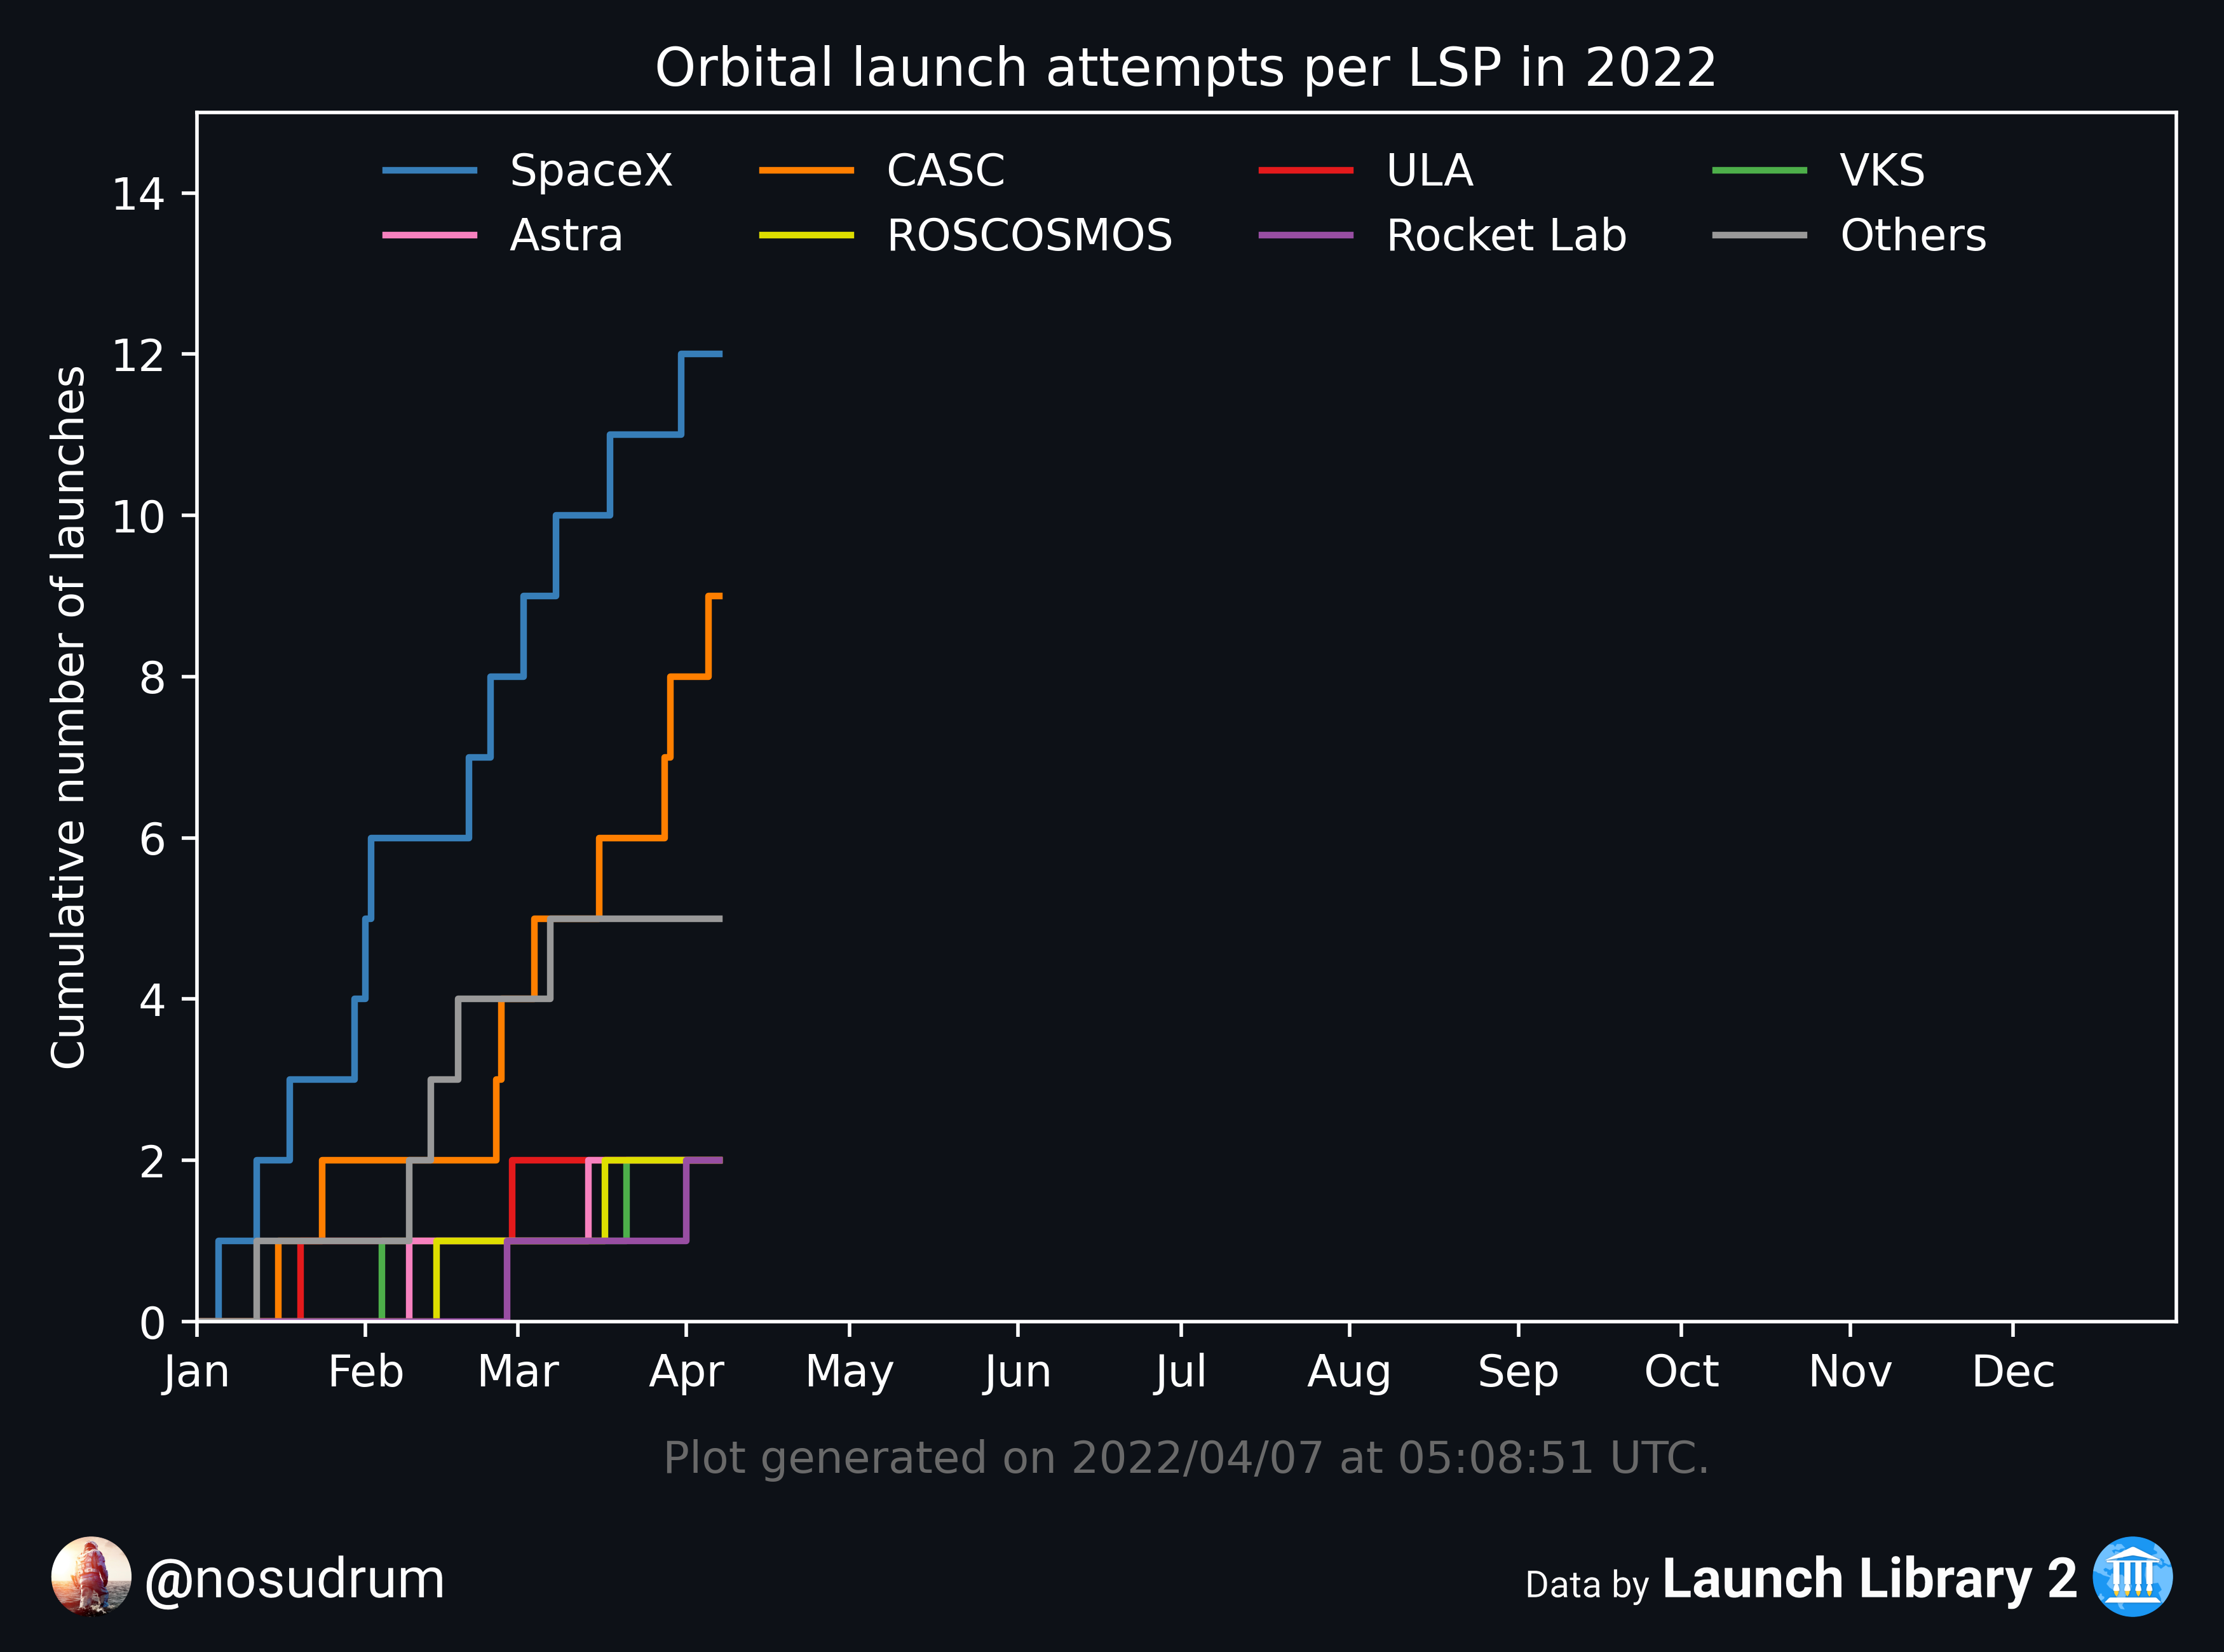 Orbital launch attempts per LSP in 2022
SpaceX CASC ULA VKS
Astra ROSCOSMOS Rocket Lab Others
Cumulative number of launches
14
12
10
8
6
4
2
0
Jan Feb Mar Apr May Jun Jul Aug Sep Oct Nov Dec
Plot generated on 2022/04/07 at 05:08:51 UTC.
@nosudrum
Data by Launch Library 2